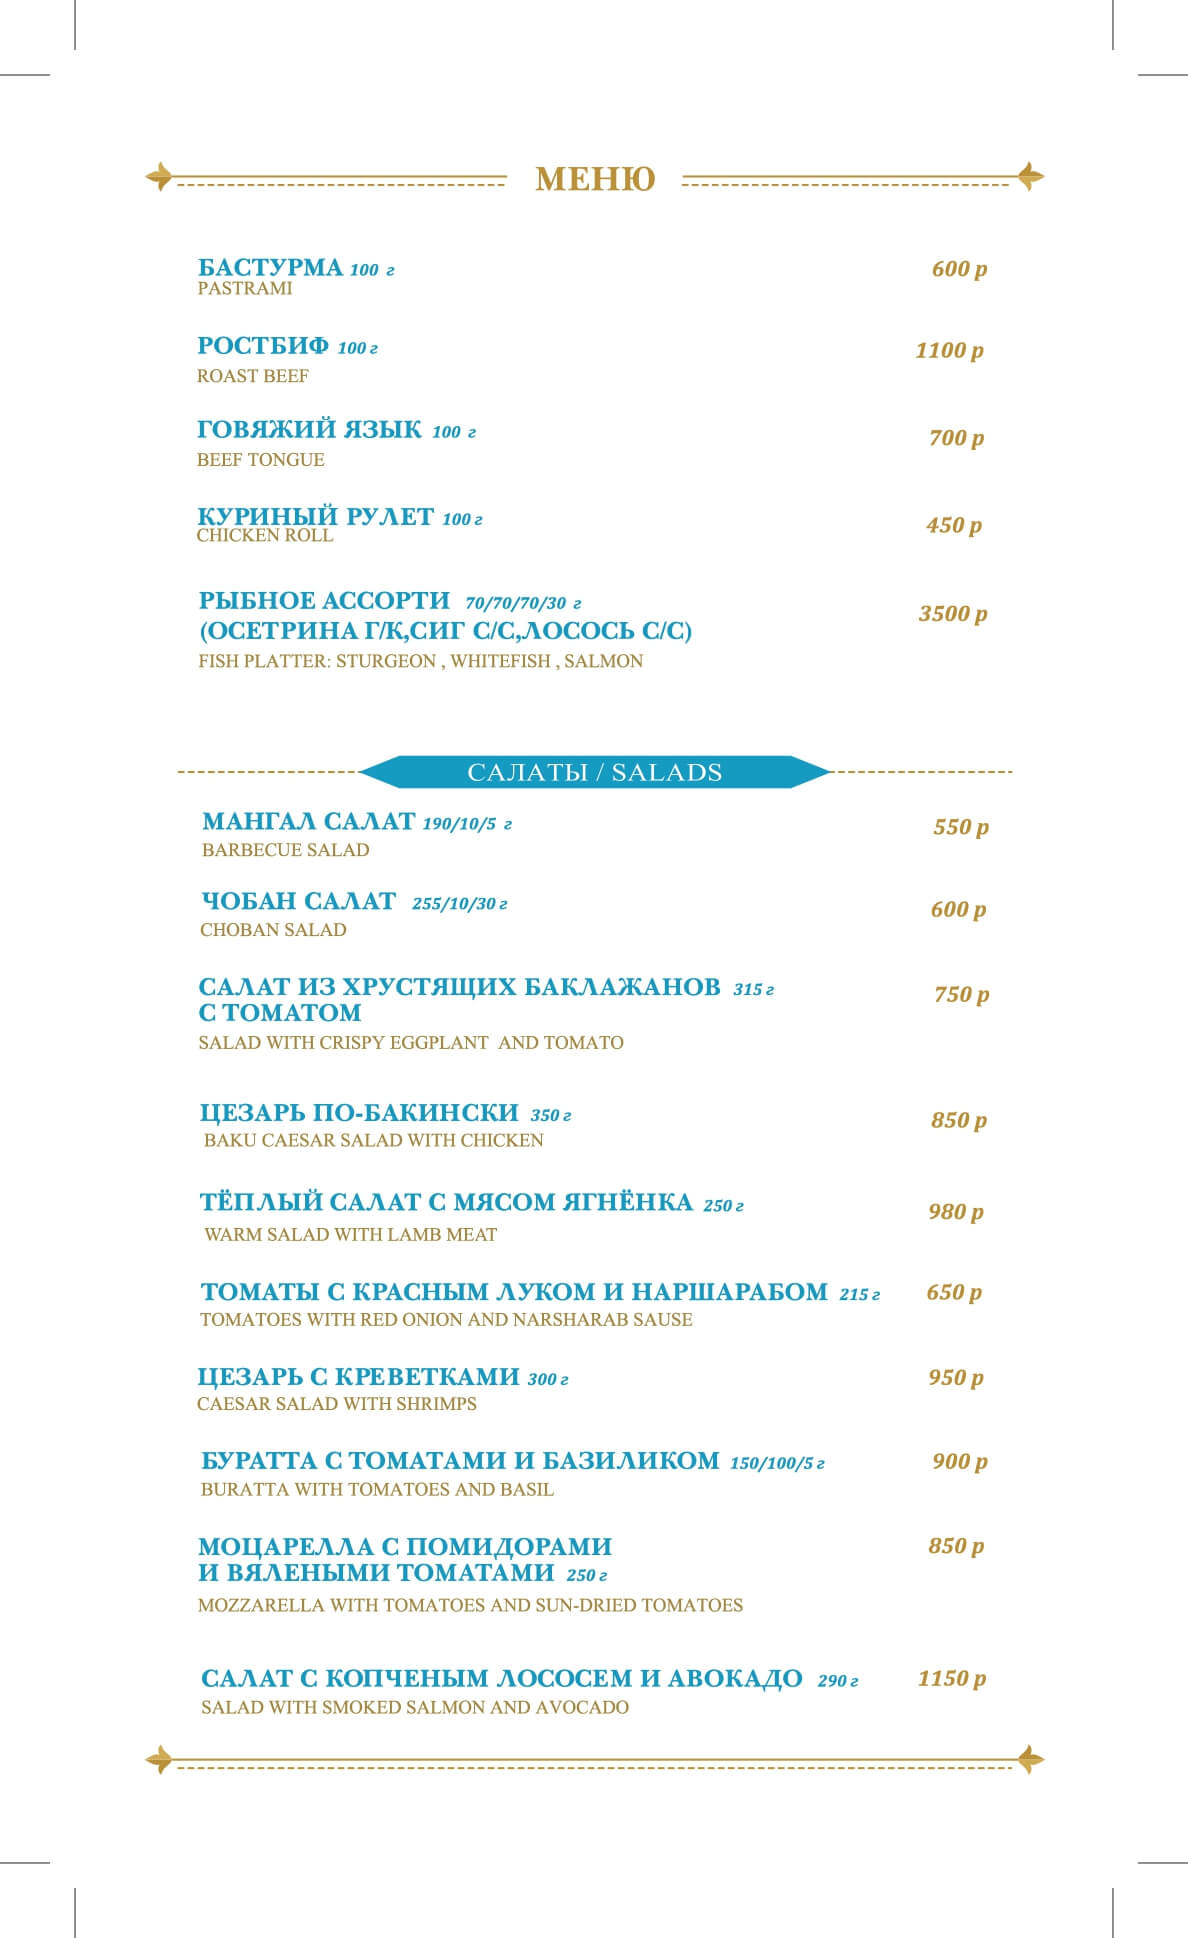 МЕНЮ
БАСТУРМА 100 г 600 р
PASTRAMI
РОСТБИФ 100 г 1100 р
ROAST BEEF
ГОВЯЖИЙ ЯЗЫК 100 г 700 р
BEEF TONGUE
КУРИНЫЙ РУЛЕТ 100 г 450 р
CHICKEN ROLL
РЫБНОЕ АССОРТИ 70/70/70/30 г 3500 р
(ОСЕТРИНА Г/К,СИГ С/С,ЛОСОСЬ С/С)
FISH PLATTER: STURGEON , WHITEFISH , SALMON
САЛАТЫ / SALADS
МАНГАЛ САЛАТ 190/10/5 г 550 р
BARBECUE SALAD
ЧОБАН САЛАТ 255/10/30 г 600 р
CHOBAN SALAD
САЛАТ ИЗ ХРУСТЯЩИХ БАКЛАЖАНОВ 315 г 750 р
С ТОМАТОМ
SALAD WITH CRISPY EGGPLANT AND TOMATO
ЦЕЗАРЬ ПО-БАКИНСКИ 350 г 850 р
BAKU CAESAR SALAD WITH CHICKEN
ТЁПЛЫЙ САЛАТ С МЯСОМ ЯГНЁНКА 250 г 980 р
WARM SALAD WITH LAMB MEAT
ТОМАТЫ С КРАСНЫМ ЛУКОМ И НАРШАРАБОМ 215 г 650 р
TOMATOES WITH RED ONION AND NARSHARAB SAUSE
ЦЕЗАРЬ С КРЕВЕТКАМИ 300 г 950 р
CAESAR SALAD WITH SHRIMPS
БУРАТТА С ТОМАТАМИ И БАЗИЛИКОМ 150/100/5 г 900 р
BURATTA WITH TOMATOES AND BASIL
МОЦАРЕЛЛА С ПОМИДОРАМИ 850 р
И ВЯЛЕНЫМИ ТОМАТАМИ 250 г
MOZZARELLA WITH TOMATOES AND SUN-DRIED TOMATOES
САЛАТ С КОПЧЕНЫМ ЛОСОСЕМ И АВОКАДО 290 г 1150 р
SALAD WITH SMOKED SALMON AND AVOCADO